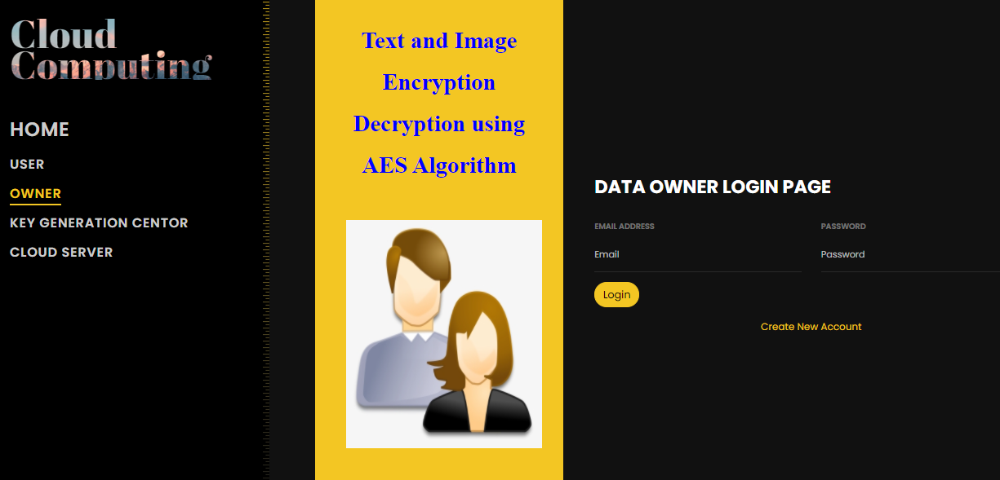 Cloud
Computing
HOME
USER
OWNER
KEY GENERATION CENTOR
CLOUD SERVER
Text and Image
Encryption
Decryption using
AES Algorithm
DATA OWNER LOGIN PAGE
EMAIL ADDRESS
PASSWORD
Email
Password
Login
Create New Account